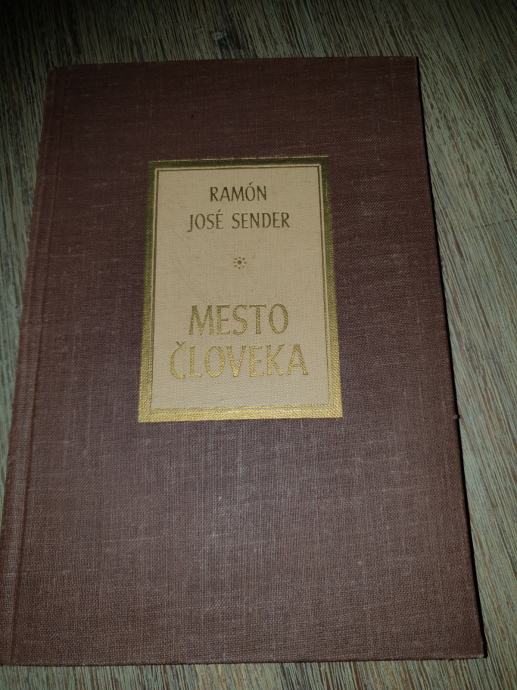 RAMÓN
JOSÉ SENDER
MESTO
ČLOVEKA